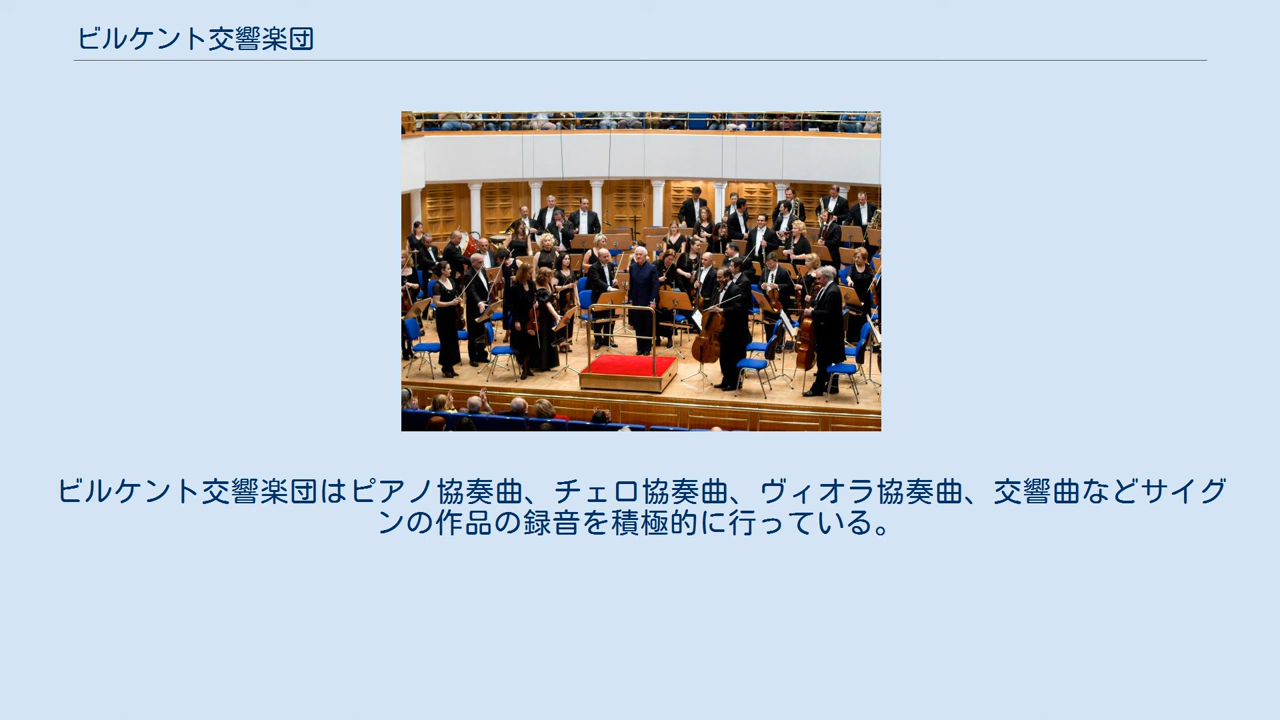 ビルケント交響楽団
ビルケント交響楽団はピアノ協奏曲、チェロ協奏曲、ヴィオラ協奏曲、交響曲などサイグ
ンの作品の録音を積極的に行っている。